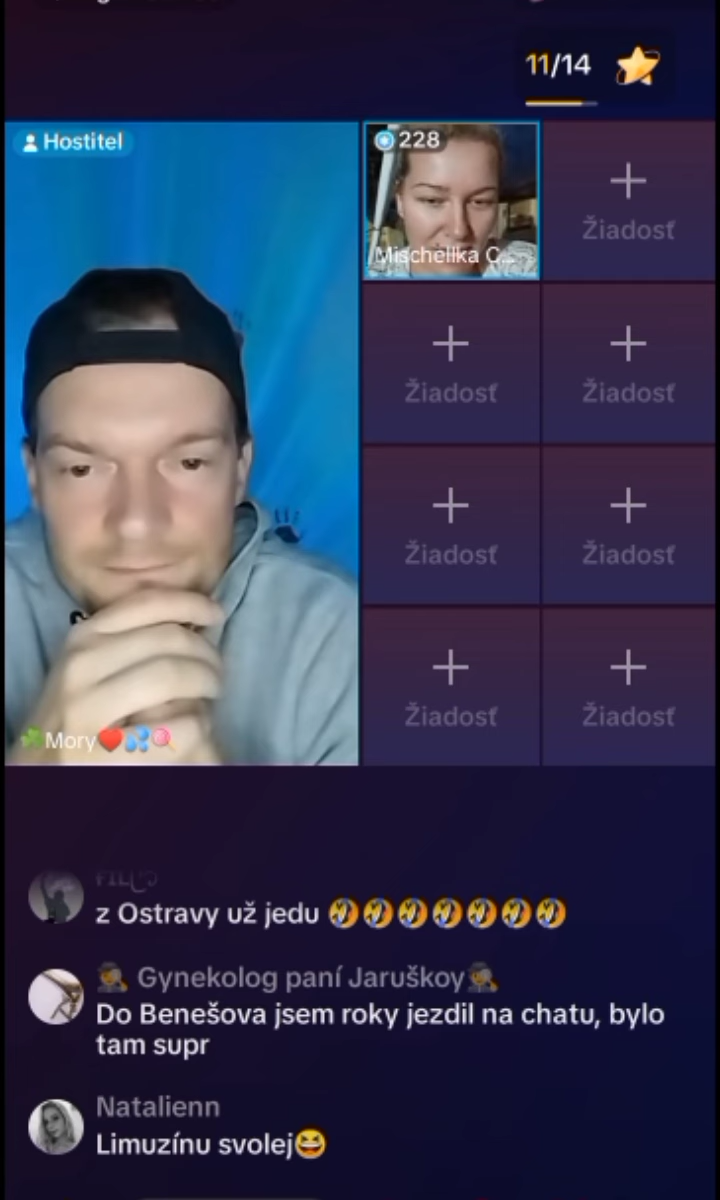 11/14
Hostitel
228
Mischellka C...
Žiadosť
Žiadosť
Žiadosť
Žiadosť
Žiadosť
Žiadosť
Žiadosť
☘️Mory❤️💦🍭
z Ostravy už jedu 🤣🤣🤣🤣🤣🤣🤣
🕵️ Gynekolog paní Jaruškoy🕵️
Do Benešova jsem roky jezdil na chatu, bylo
tam supr
Natalienn
Limuzínu svolej😆